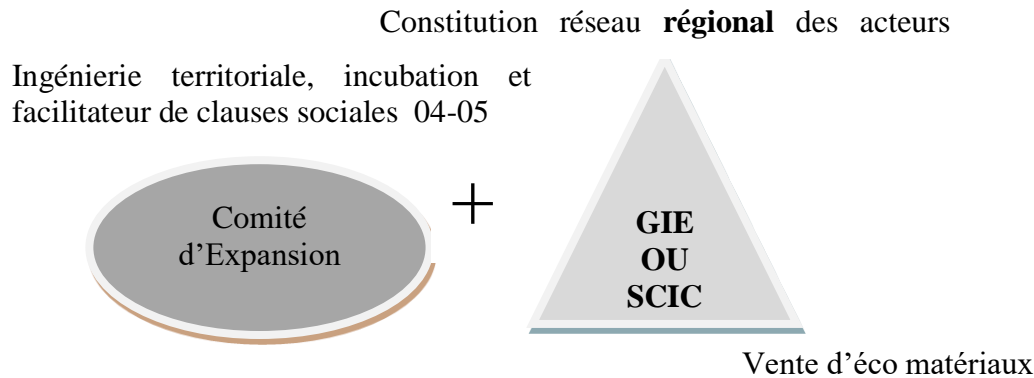 Constitution réseau régional des acteurs
Ingénierie territoriale, incubation et
facilitateur de clauses sociales 04-05
Comité
d’Expansion
+
GIE
OU
SCIC
Vente d’éco matériaux